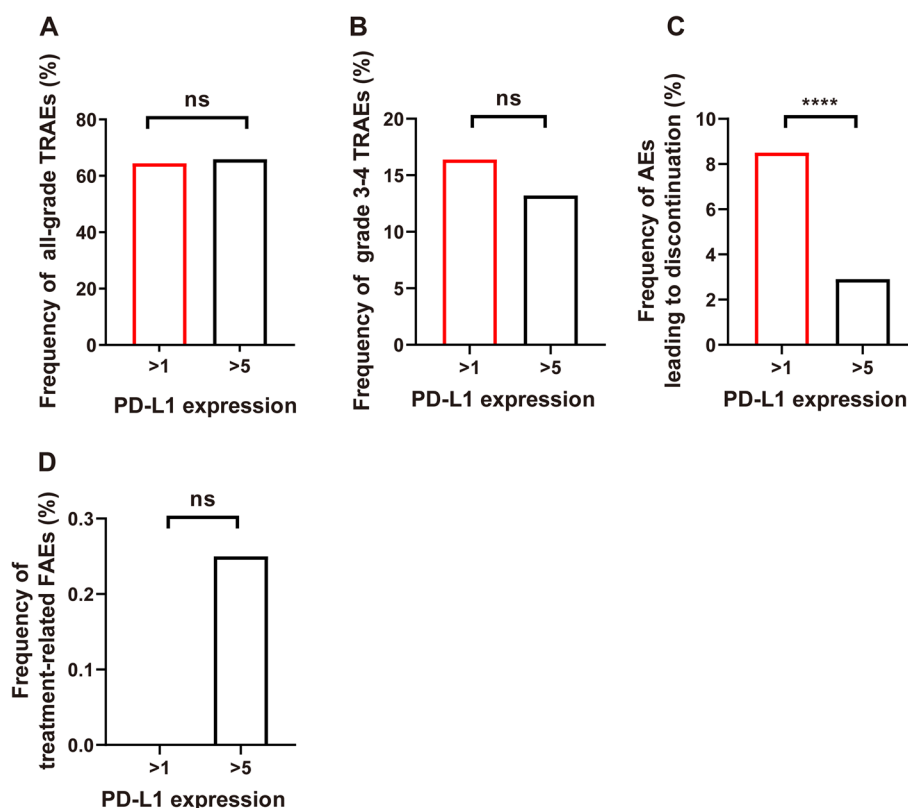 A
Frequency of all-grade TRAEs (%)
80
60
40
20
0
ns
>1
>5
PD-L1 expression
B
Frequency of grade 3-4 TRAEs (%)
20
15
10
5
0
ns
>1
>5
PD-L1 expression
C
Frequency of AEs
leading to discontinuation (%)
10
8
6
4
2
0
****
>1
>5
PD-L1 expression
D
Frequency of
treatment-related FAEs (%)
0.3
0.2
0.1
0.0
ns
>1
>5
PD-L1 expression